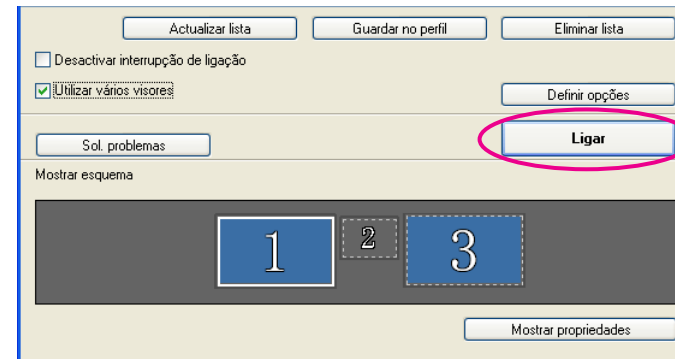 Actualizar lista Guardar no perfil Eliminar lista
Desactivar interrupção de ligação
Utilizar vários visores
Definir opções
Sol. problemas
Ligar
Mostrar esquema
1 2 3
Mostrar propriedades